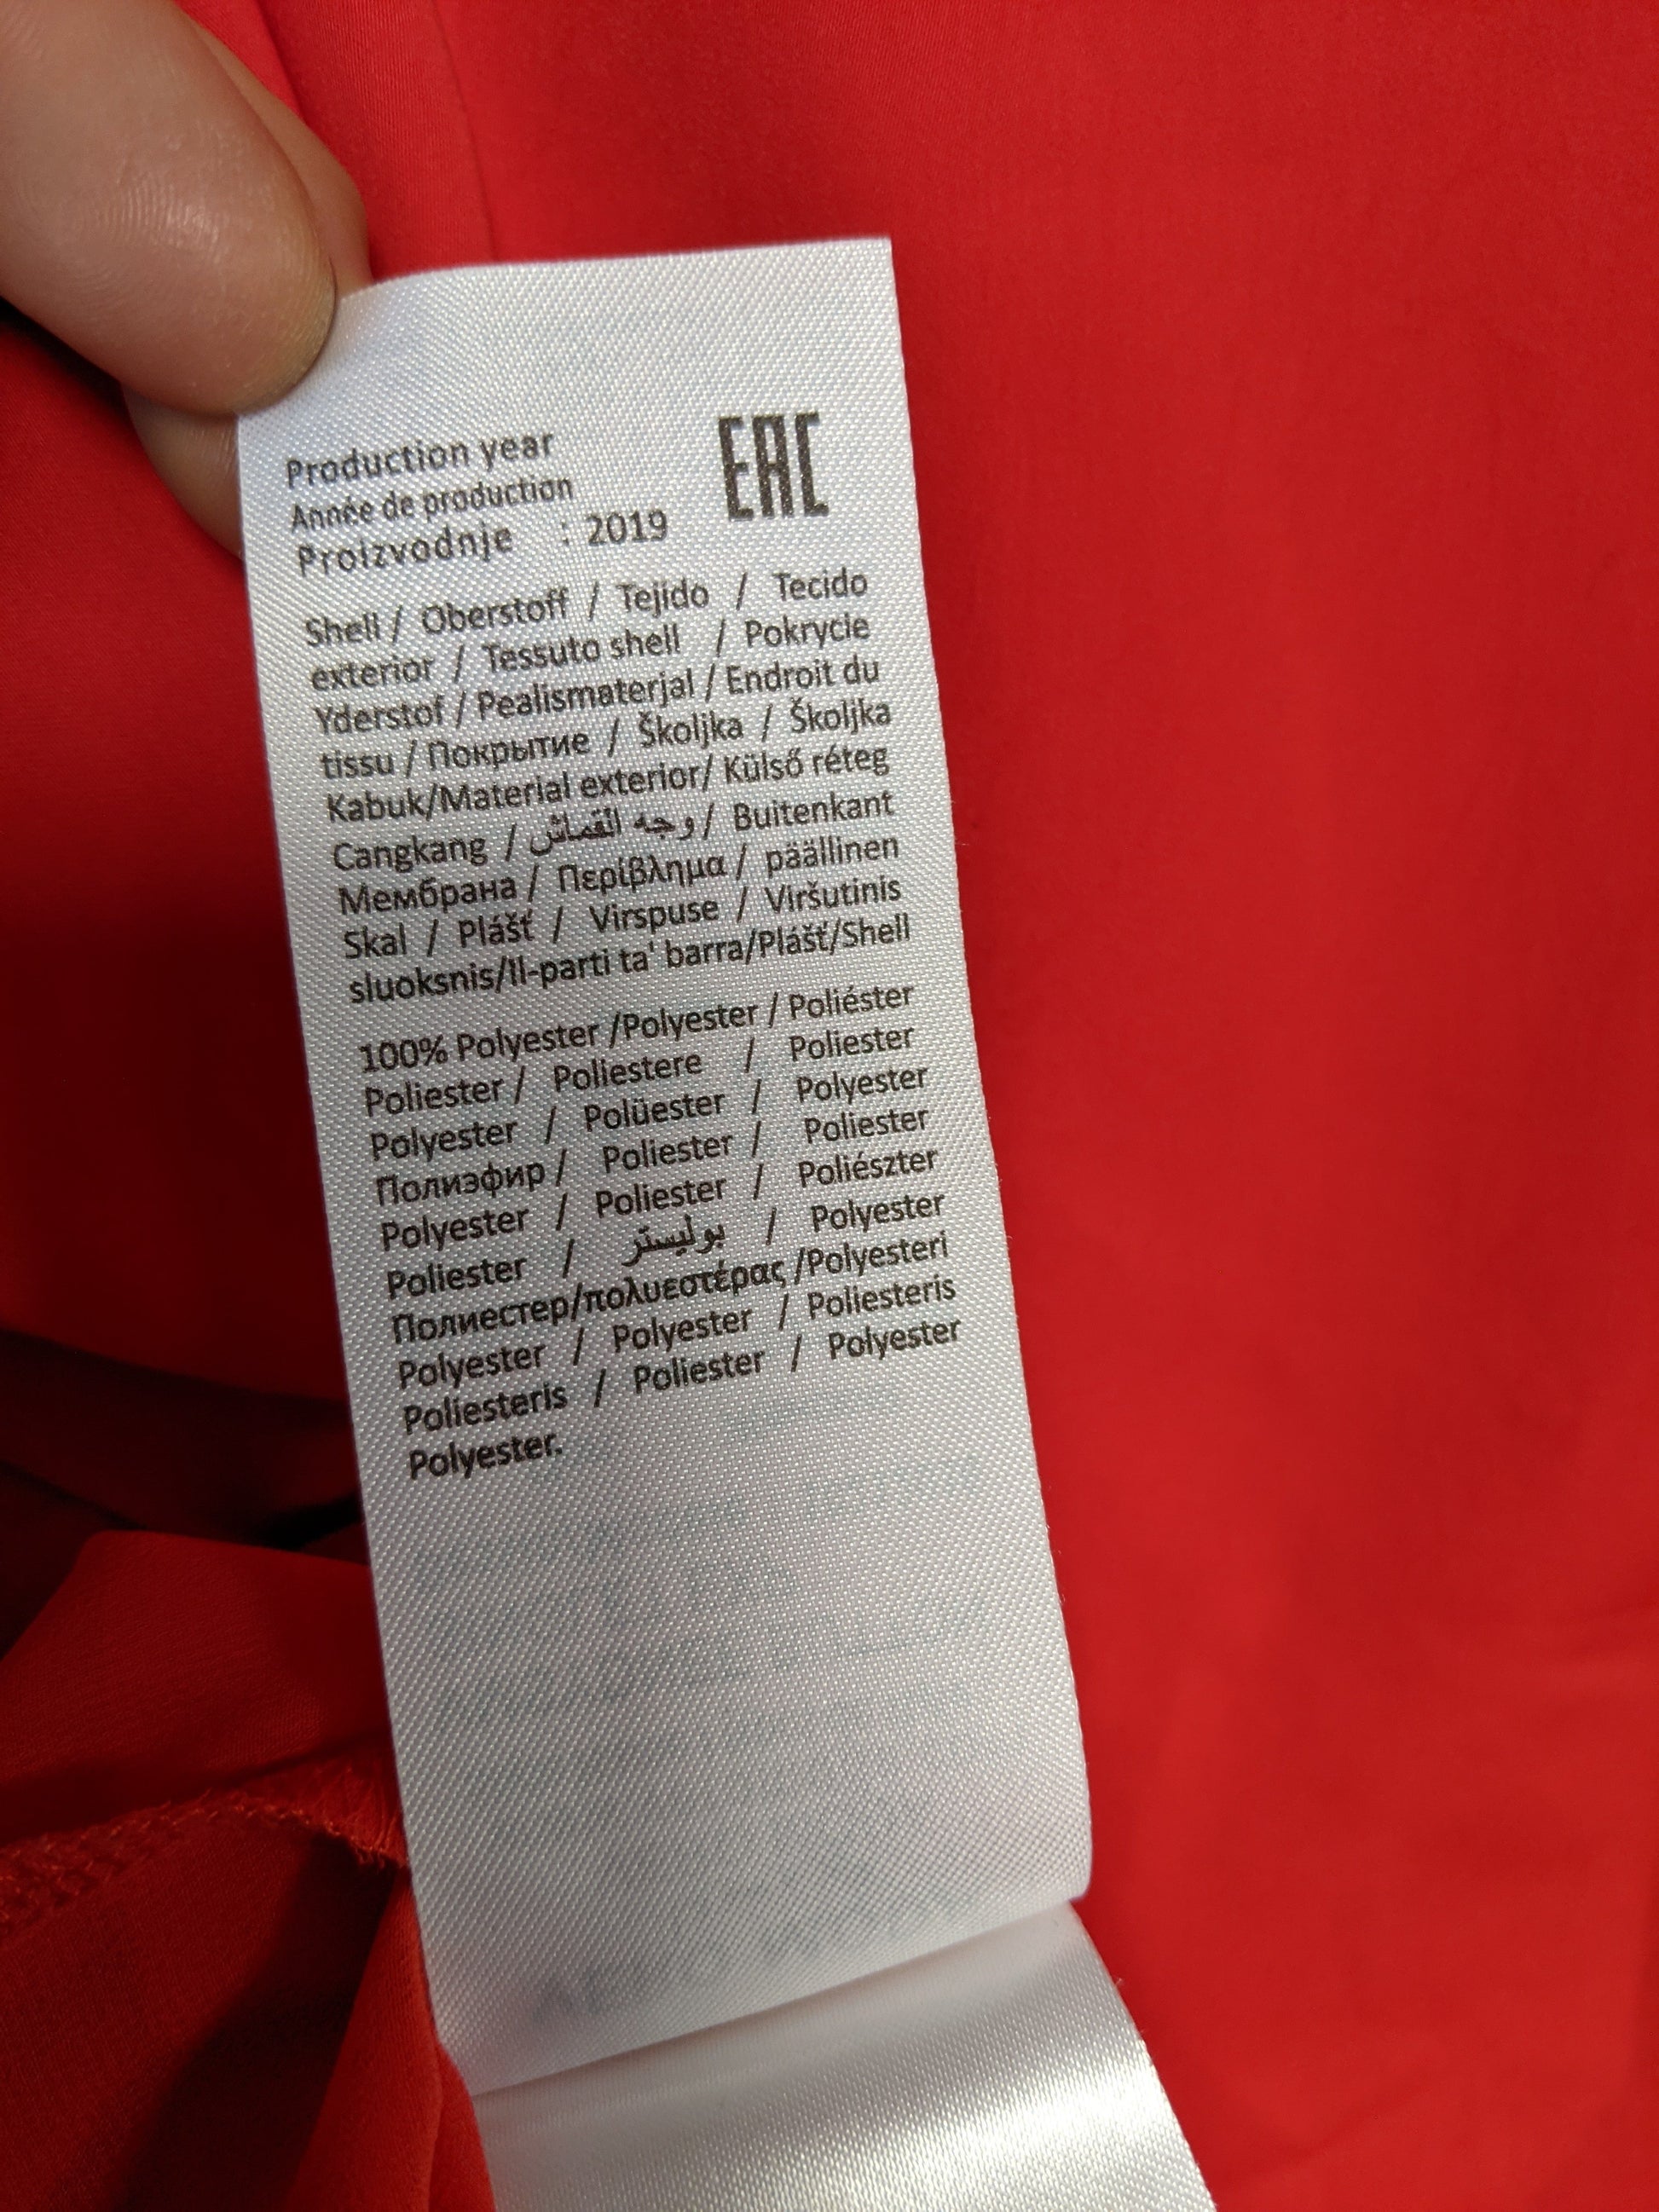 EAC
Production year
Année de production
Proizvodnje : 2019
Shell / Oberstoff / Tejido / Tecido
exterior / Tessuto shell / Pokrycie
Yderstof / Pealismaterjal / Endroit du
tissu / Покрытие / Školjka / Školjka
Kabuk/Material exterior/ Külső réteg
Cangkang / وجه القماش / Buitenkant
Мембрана / Περίβλημα / päällinen
Skal / Plášť / Virspuse / Viršutinis
sluoksnis/Il-parti ta' barra/Plášť/Shell
100% Polyester /Polyester / Poliéster
Poliester / Poliestere / Poliester
Polyester / Polüester / Polyester
Полиэфир / Poliester / Poliester
Polyester / Poliester / Poliészter
Poliester / بوليستر / Polyester
Полиестер/πολυεστέρας /Polyesteri
Polyester / Polyester / Poliesteris
Poliesteris / Poliester / Polyester
Polyester.